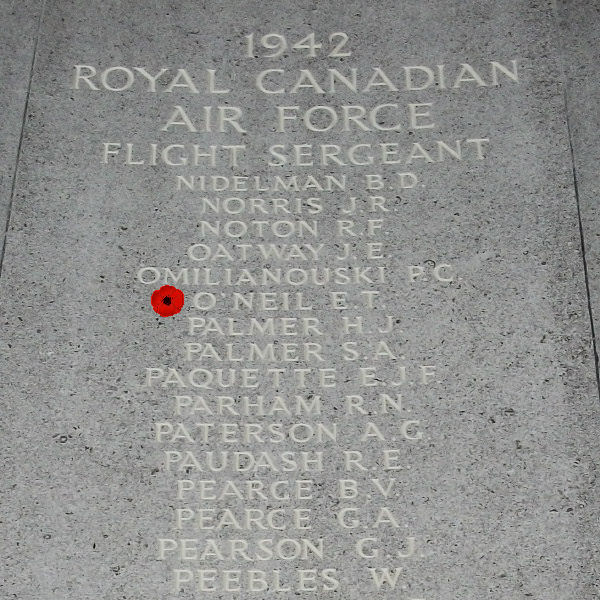 1942
ROYAL CANADIAN
AIR FORCE
FLIGHT SERGEANT
NIDELMAN B.D.
NORRIS J.R.
NOTON R.F.
OATWAY J.E.
OMILIANOUSKI P.C.
O'NEIL E.T.
PALMER H.J.
PALMER S.A.
PAQUETTE E.J.F.
PARHAM R.N.
PATERSON A.G.
PAUDASH R.E.
PEARCE B.V.
PEARCE G.A.
PEARSON G.J.
PEEBLES W.